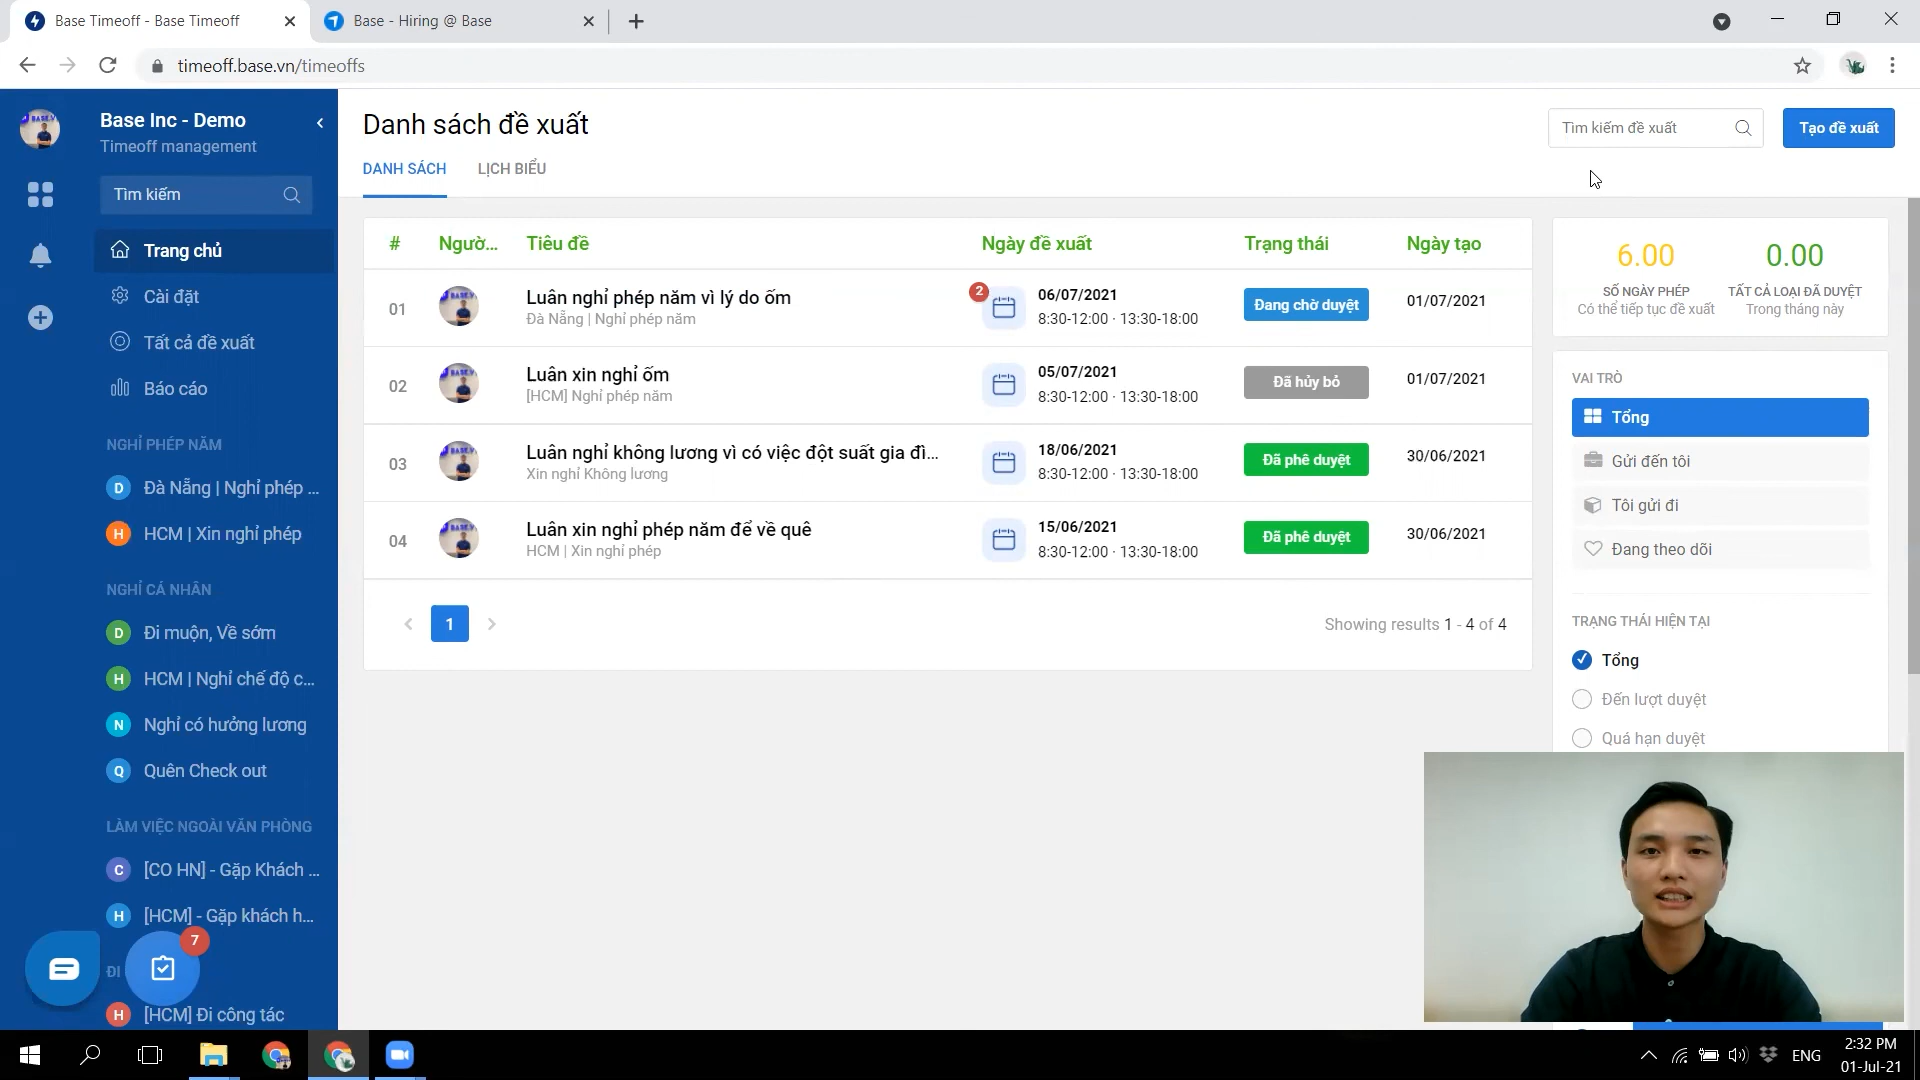 Base Timeoff - Base Timeoff
Base - Hiring @ Base
timeoff.base.vn/timeoffs
Base Inc - Demo
Timeoff management
Tìm kiếm
Trang chủ
Cài đặt
Tất cả đề xuất
Báo cáo
NGHỈ PHÉP NĂM
D Đà Nẵng | Nghỉ phép ...
H HCM | Xin nghỉ phép
NGHỈ CÁ NHÂN
D Đi muộn, Về sớm
H HCM | Nghỉ chế độ c...
N Nghỉ có hưởng lương
Q Quên Check out
LÀM VIỆC NGOÀI VĂN PHÒNG
C [CO HN] - Gặp Khách ...
H [HCM] - Gặp khách h...
7
ĐI
H [HCM] Đi công tác
Danh sách đề xuất
Tìm kiếm đề xuất
Tạo đề xuất
DANH SÁCH LỊCH BIỂU
# Ngườ... Tiêu đề Ngày đề xuất Trạng thái Ngày tạo
01 Luân nghỉ phép năm vì lý do ốm 2 06/07/2021 Đang chờ duyệt 01/07/2021
Đà Nẵng | Nghỉ phép năm 8:30-12:00 · 13:30-18:00
02 Luân xin nghỉ ốm 05/07/2021 Đã hủy bỏ 01/07/2021
[HCM] Nghỉ phép năm 8:30-12:00 · 13:30-18:00
03 Luân nghỉ không lương vì có việc đột suất gia đì... 18/06/2021 Đã phê duyệt 30/06/2021
Xin nghỉ Không lương 8:30-12:00 · 13:30-18:00
04 Luân xin nghỉ phép năm để về quê 15/06/2021 Đã phê duyệt 30/06/2021
HCM | Xin nghỉ phép 8:30-12:00 · 13:30-18:00
1
Showing results 1 - 4 of 4
6.00 0.00
SỐ NGÀY PHÉP TẤT CẢ LOẠI ĐÃ DUYỆT
Có thể tiếp tục đề xuất Trong tháng này
VAI TRÒ
Tổng
Gửi đến tôi
Tôi gửi đi
Đang theo dõi
TRẠNG THÁI HIỆN TẠI
Tổng
Đến lượt duyệt
Quá hạn duyệt
ENG
2:32 PM
01-Jul-21